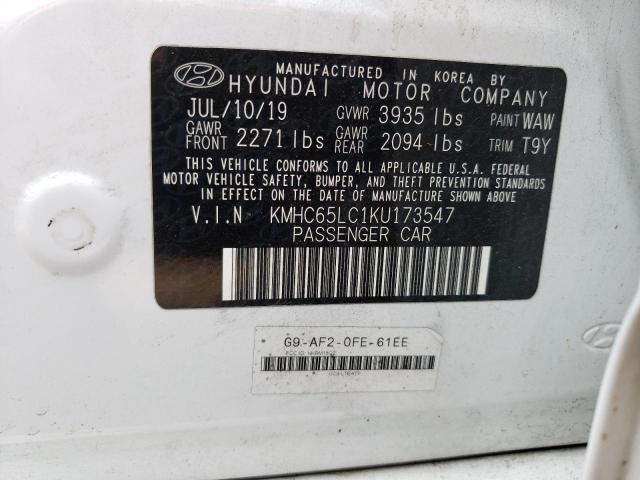 MANUFACTURED IN KOREA BY
HYUNDAI MOTOR COMPANY
JUL/10/19 GVWR 3935 lbs PAINT WAW
GAWR FRONT 2271 lbs GAWR REAR 2094 lbs TRIM T9Y
THIS VEHICLE CONFORMS TO ALL APPLICABLE U.S.A. FEDERAL
MOTOR VEHICLE SAFETY, BUMPER, AND THEFT PREVENTION STANDARDS
IN EFFECT ON THE DATE OF MANUFACTURE SHOWN ABOVE
V.I.N KMHC65LC1KU173547
PASSENGER CAR
G9-AF2-0FE-61EE
FCC ID: